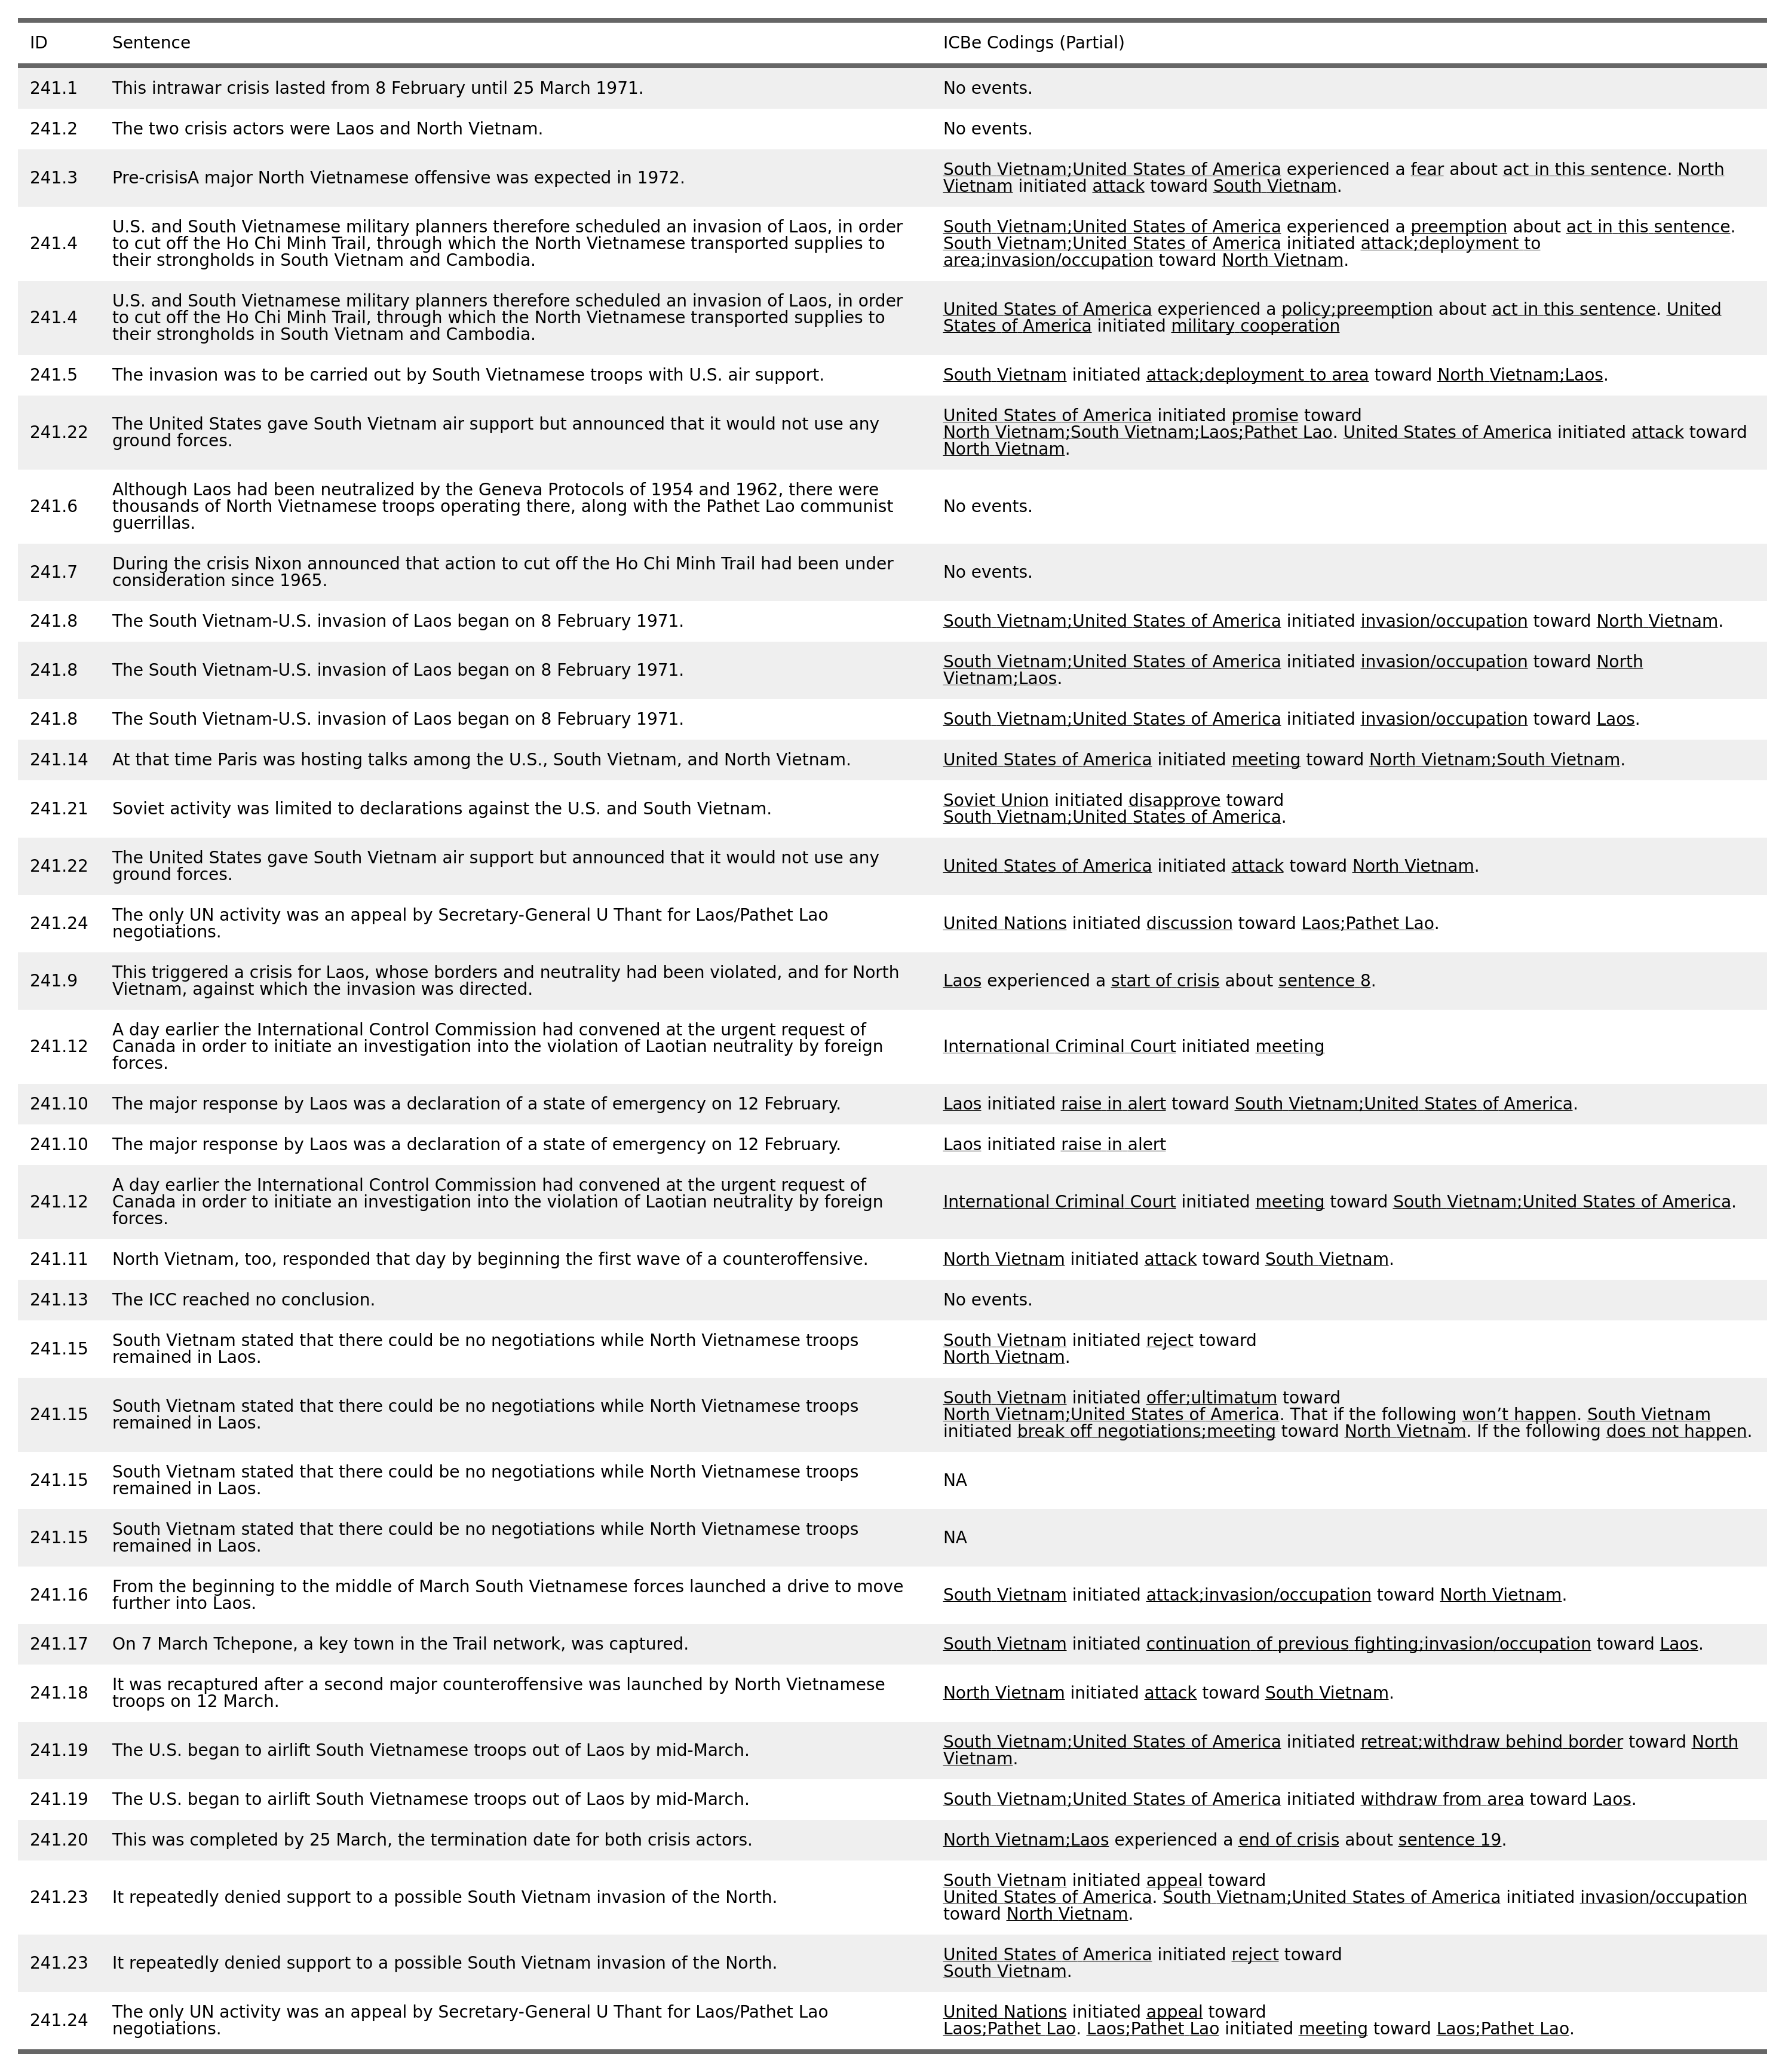 ID Sentence ICBe Codings (Partial)
241.1 This intrawar crisis lasted from 8 February until 25 March 1971. No events.
241.2 The two crisis actors were Laos and North Vietnam. No events.
241.3 Pre-crisisA major North Vietnamese offensive was expected in 1972. South Vietnam;United States of America experienced a fear about act in this sentence. North
Vietnam initiated attack toward South Vietnam.
241.4 U.S. and South Vietnamese military planners therefore scheduled an invasion of Laos, in order
to cut off the Ho Chi Minh Trail, through which the North Vietnamese transported supplies to
their strongholds in South Vietnam and Cambodia.
South Vietnam;United States of America experienced a preemption about act in this sentence.
South Vietnam;United States of America initiated attack;deployment to
area;invasion/occupation toward North Vietnam.
241.4 U.S. and South Vietnamese military planners therefore scheduled an invasion of Laos, in order
to cut off the Ho Chi Minh Trail, through which the North Vietnamese transported supplies to
their strongholds in South Vietnam and Cambodia.
United States of America experienced a policy;preemption about act in this sentence. United
States of America initiated military cooperation
241.5 The invasion was to be carried out by South Vietnamese troops with U.S. air support. South Vietnam initiated attack;deployment to area toward North Vietnam;Laos.
241.22 The United States gave South Vietnam air support but announced that it would not use any
ground forces.
United States of America initiated promise toward
North Vietnam;South Vietnam;Laos;Pathet Lao. United States of America initiated attack toward
North Vietnam.
241.6 Although Laos had been neutralized by the Geneva Protocols of 1954 and 1962, there were
thousands of North Vietnamese troops operating there, along with the Pathet Lao communist
guerrillas.
No events.
241.7 During the crisis Nixon announced that action to cut off the Ho Chi Minh Trail had been under
consideration since 1965.
No events.
241.8 The South Vietnam-U.S. invasion of Laos began on 8 February 1971. South Vietnam;United States of America initiated invasion/occupation toward North Vietnam.
241.8 The South Vietnam-U.S. invasion of Laos began on 8 February 1971. South Vietnam;United States of America initiated invasion/occupation toward North
Vietnam;Laos.
241.8 The South Vietnam-U.S. invasion of Laos began on 8 February 1971. South Vietnam;United States of America initiated invasion/occupation toward Laos.
241.14 At that time Paris was hosting talks among the U.S., South Vietnam, and North Vietnam. United States of America initiated meeting toward North Vietnam;South Vietnam.
241.21 Soviet activity was limited to declarations against the U.S. and South Vietnam. Soviet Union initiated disapprove toward
South Vietnam;United States of America.
241.22 The United States gave South Vietnam air support but announced that it would not use any
ground forces.
United States of America initiated attack toward North Vietnam.
241.24 The only UN activity was an appeal by Secretary-General U Thant for Laos/Pathet Lao
negotiations.
United Nations initiated discussion toward Laos;Pathet Lao.
241.9 This triggered a crisis for Laos, whose borders and neutrality had been violated, and for North
Vietnam, against which the invasion was directed.
Laos experienced a start of crisis about sentence 8.
241.12 A day earlier the International Control Commission had convened at the urgent request of
Canada in order to initiate an investigation into the violation of Laotian neutrality by foreign
forces.
International Criminal Court initiated meeting
241.10 The major response by Laos was a declaration of a state of emergency on 12 February. Laos initiated raise in alert toward South Vietnam;United States of America.
241.10 The major response by Laos was a declaration of a state of emergency on 12 February. Laos initiated raise in alert
241.12 A day earlier the International Control Commission had convened at the urgent request of
Canada in order to initiate an investigation into the violation of Laotian neutrality by foreign
forces.
International Criminal Court initiated meeting toward South Vietnam;United States of America.
241.11 North Vietnam, too, responded that day by beginning the first wave of a counteroffensive. North Vietnam initiated attack toward South Vietnam.
241.13 The ICC reached no conclusion. No events.
241.15 South Vietnam stated that there could be no negotiations while North Vietnamese troops
remained in Laos.
South Vietnam initiated reject toward
North Vietnam.
241.15 South Vietnam stated that there could be no negotiations while North Vietnamese troops
remained in Laos.
South Vietnam initiated offer;ultimatum toward
North Vietnam;United States of America. That if the following won’t happen. South Vietnam
initiated break off negotiations;meeting toward North Vietnam. If the following does not happen.
241.15 South Vietnam stated that there could be no negotiations while North Vietnamese troops
remained in Laos.
NA
241.15 South Vietnam stated that there could be no negotiations while North Vietnamese troops
remained in Laos.
NA
241.16 From the beginning to the middle of March South Vietnamese forces launched a drive to move
further into Laos.
South Vietnam initiated attack;invasion/occupation toward North Vietnam.
241.17 On 7 March Tchepone, a key town in the Trail network, was captured. South Vietnam initiated continuation of previous fighting;invasion/occupation toward Laos.
241.18 It was recaptured after a second major counteroffensive was launched by North Vietnamese
troops on 12 March.
North Vietnam initiated attack toward South Vietnam.
241.19 The U.S. began to airlift South Vietnamese troops out of Laos by mid-March. South Vietnam;United States of America initiated retreat;withdraw behind border toward North
Vietnam.
241.19 The U.S. began to airlift South Vietnamese troops out of Laos by mid-March. South Vietnam;United States of America initiated withdraw from area toward Laos.
241.20 This was completed by 25 March, the termination date for both crisis actors. North Vietnam;Laos experienced a end of crisis about sentence 19.
241.23 It repeatedly denied support to a possible South Vietnam invasion of the North. South Vietnam initiated appeal toward
United States of America. South Vietnam;United States of America initiated invasion/occupation
toward North Vietnam.
241.23 It repeatedly denied support to a possible South Vietnam invasion of the North. United States of America initiated reject toward
South Vietnam.
241.24 The only UN activity was an appeal by Secretary-General U Thant for Laos/Pathet Lao
negotiations.
United Nations initiated appeal toward
Laos;Pathet Lao. Laos;Pathet Lao initiated meeting toward Laos;Pathet Lao.